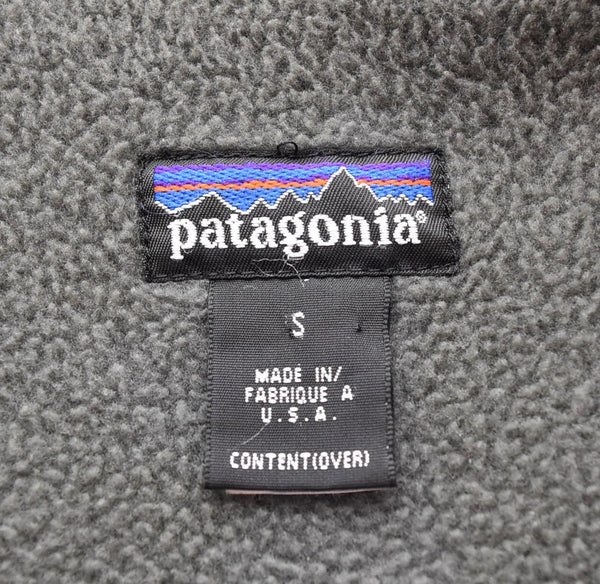 patagonia®
S
MADE IN/
FABRIQUE A
U.S.A.
CONTENT(OVER)